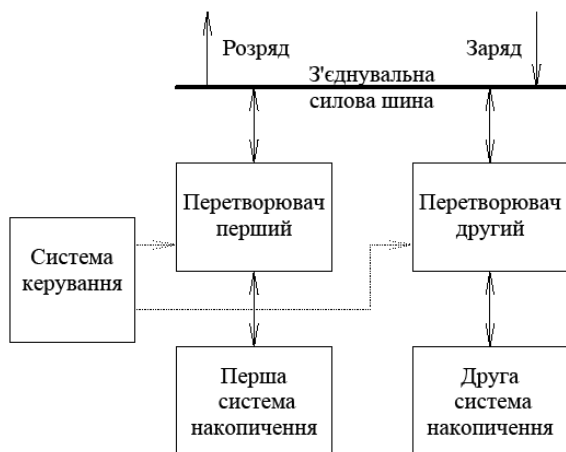 Розряд
Заряд
З'єднувальна
силова шина
Перетворювач
перший
Перетворювач
другий
Система
керування
Перша
система
накопичення
Друга
система
накопичення